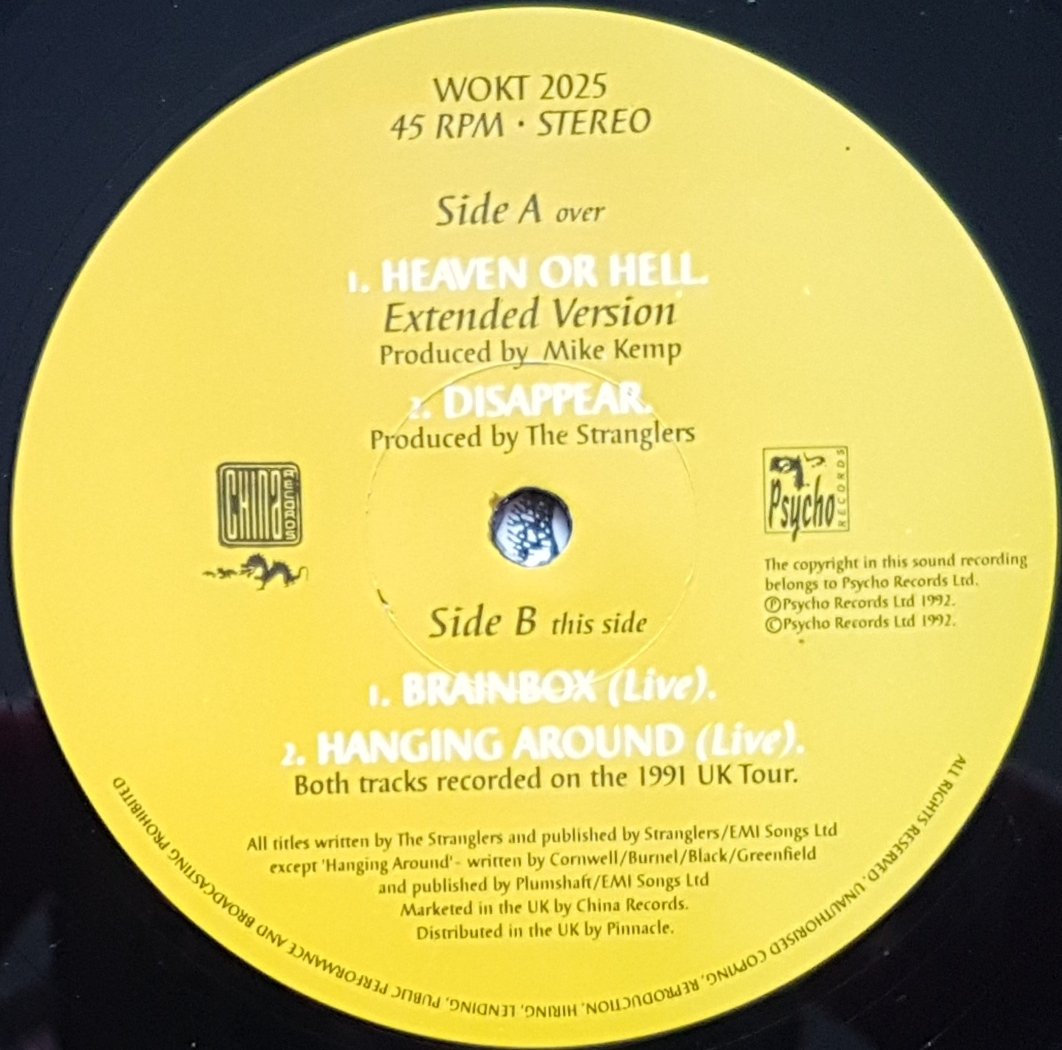 WOKT 2025
45 RPM · STEREO
Side A over
1. HEAVEN OR HELL.
Extended Version
Produced by Mike Kemp
2. DISAPPEAR.
Produced by The Stranglers
CHINA RECORDS
Psycho RECORDS
The copyright in this sound recording
belongs to Psycho Records Ltd.
ⓅPsycho Records Ltd 1992.
©Psycho Records Ltd 1992.
Side B this side
1. BRAINBOX (Live).
2. HANGING AROUND (Live).
Both tracks recorded on the 1991 UK Tour.
All titles written by The Stranglers and published by Stranglers/EMI Songs Ltd
except 'Hanging Around'- written by Cornwell/Burnel/Black/Greenfield
and published by Plumshaft/EMI Songs Ltd
Marketed in the UK by China Records.
Distributed in the UK by Pinnacle.
ALL RIGHTS RESERVED. UNAUTHORISED COPYING, REPRODUCTION, HIRING, LENDING, PUBLIC PERFORMANCE AND BROADCASTING PROHIBITED